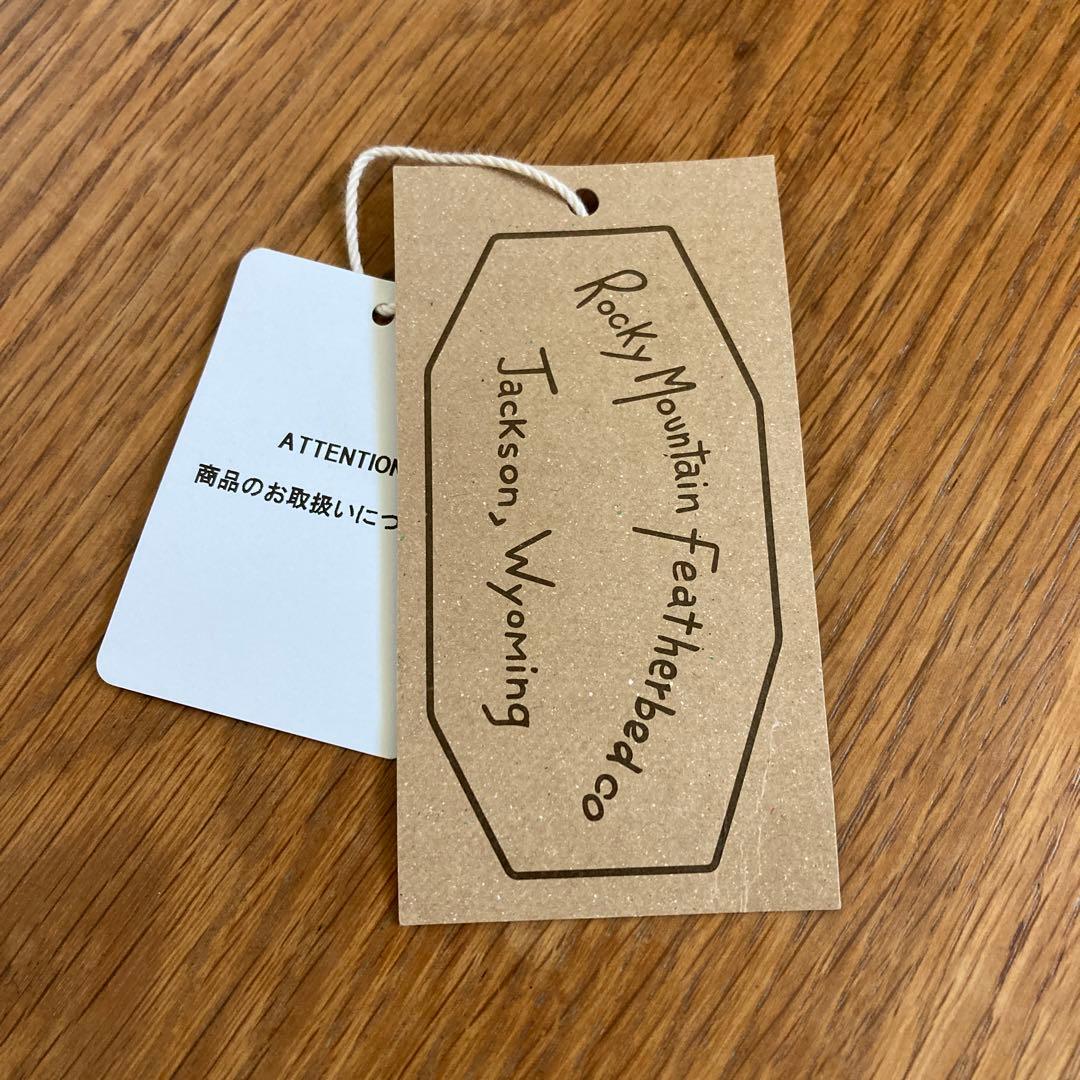 Rocky Mountain featherbed co
Jackson, Wyoming
ATTENTION
商品のお取扱いにつ